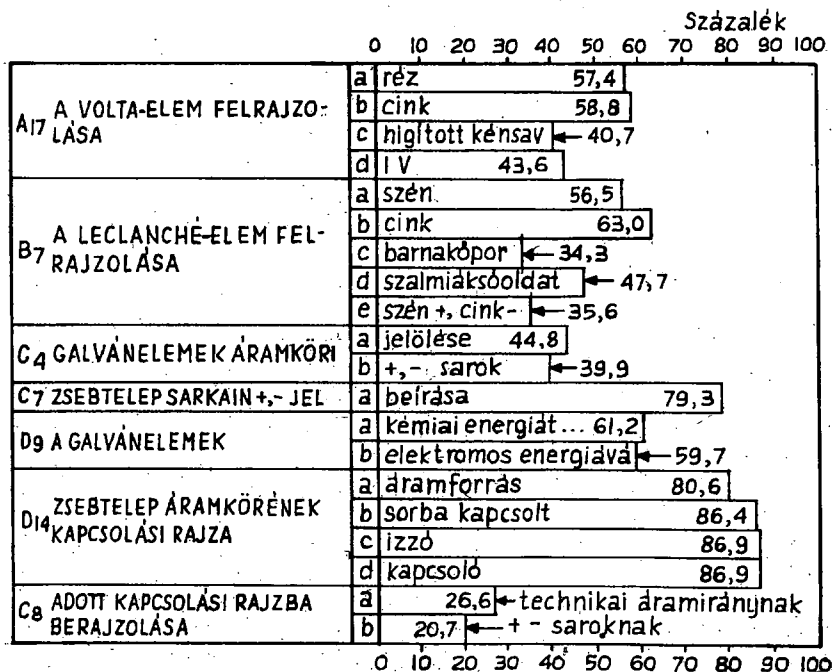 Százalék
0 10 20 30 40 50 60 70 80 90 100
A17 A VOLTA-ELEM FELRAJZO-
LÁSA
a réz 57,4
b cink 58,8
c higított kénsav ← 40,7
d 1 V 43,6
B7 A LECLANCHÉ-ELEM FEL-
RAJZOLÁSA
a szén 56,5
b cink 63,0
c barnakőpor ← 34,3
d szalmiáksóoldat ← 47,7
e szén +, cink - ← 35,6
C4 GALVÁNELEMEK ÁRAMKÖRI
a jelölése 44,8
b +,- sarok ← 39,9
C7 ZSEBTELEP SARKAIN +,- JEL
a beírása 79,3
D9 A GALVÁNELEMEK
a kémiai energiát... 61,2
b elektromos energiává ← 59,7
D14 ZSEBTELEP ÁRAMKÖRÉNEK
KAPCSOLÁSI RAJZA
a áramforrás 80,6
b sorba kapcsolt 86,4
c izzó 86,9
d kapcsoló 86,9
C8 ADOTT KAPCSOLÁSI RAJZBA
BERAJZOLÁSA
a 26,6 ← technikai áramiránynak
b 20,7 ← + - saroknak
0 10 20 30 40 50 60 70 80 90 100